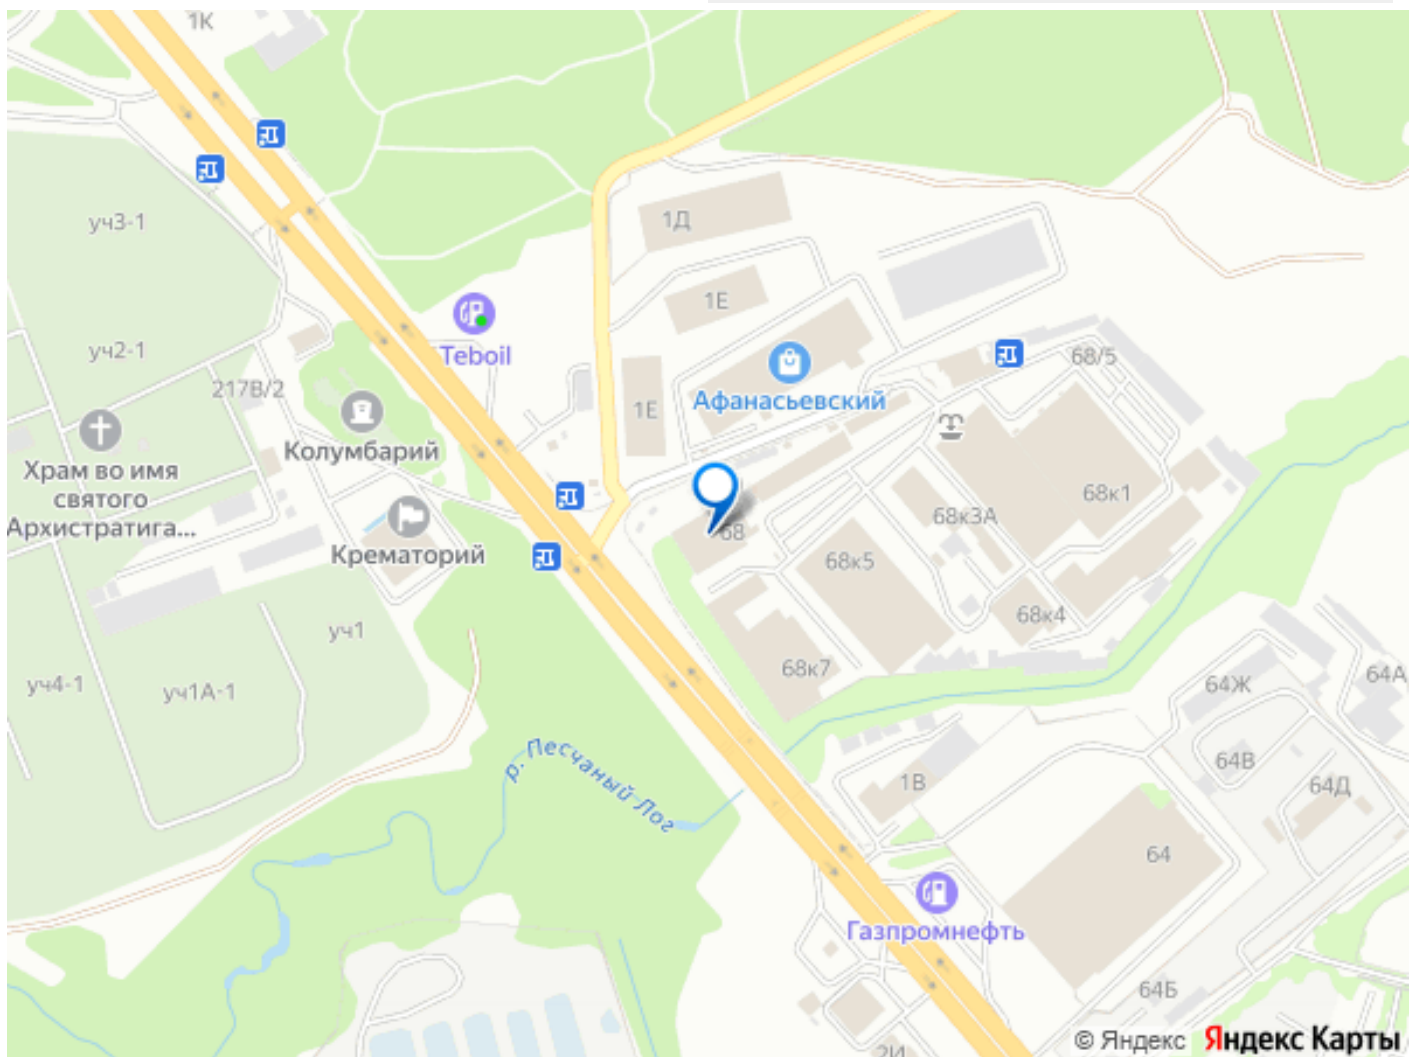 1К
уч3-1
1Д
1Е
Teboil
уч2-1
68/5
217В/2
Афанасьевский
1Е
Колумбарий
Храм во имя
святого
Архистратига...
68к1
68к3А
68
Крематорий
68к5
68к4
уч1
68к7
64А
уч4-1
уч1А-1
64Ж
р. Песчаный Лог
64В
1В
64Д
64
Газпромнефть
64Б
© Яндекс Яндекс Карты
2И